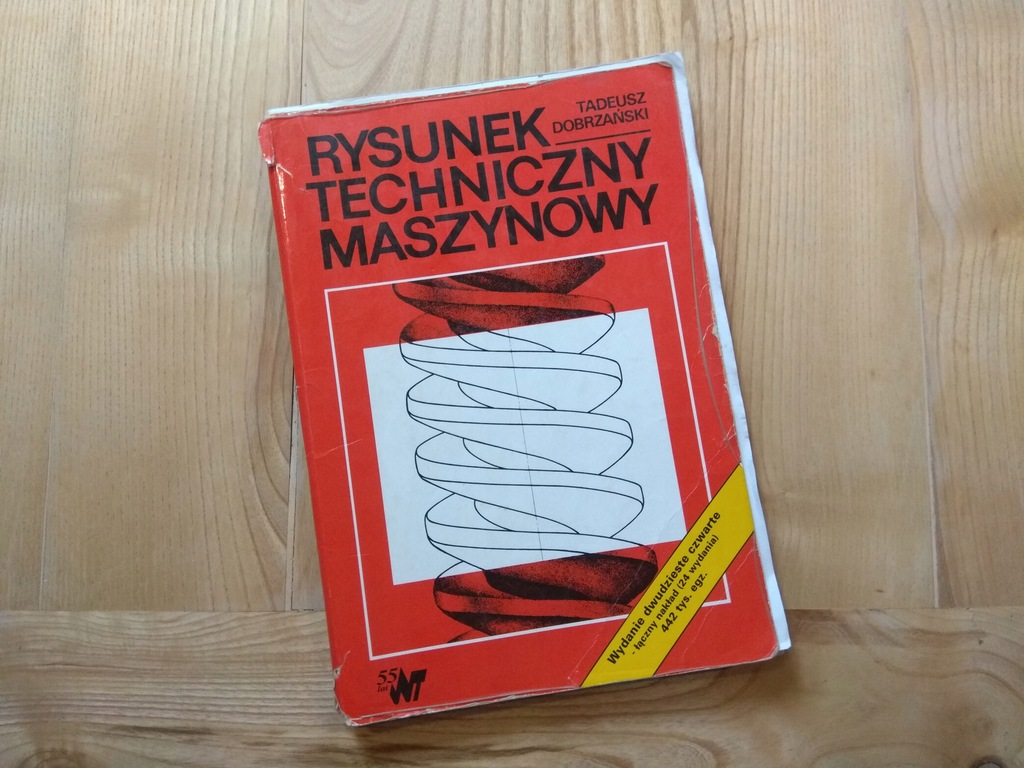 TADEUSZ
DOBRZAŃSKI
RYSUNEK
TECHNICZNY
MASZYNOWY
Wydanie dwudzieste czwarte
- łączny nakład (24 wydania)
442 tys. egz.
55
lat
WNT